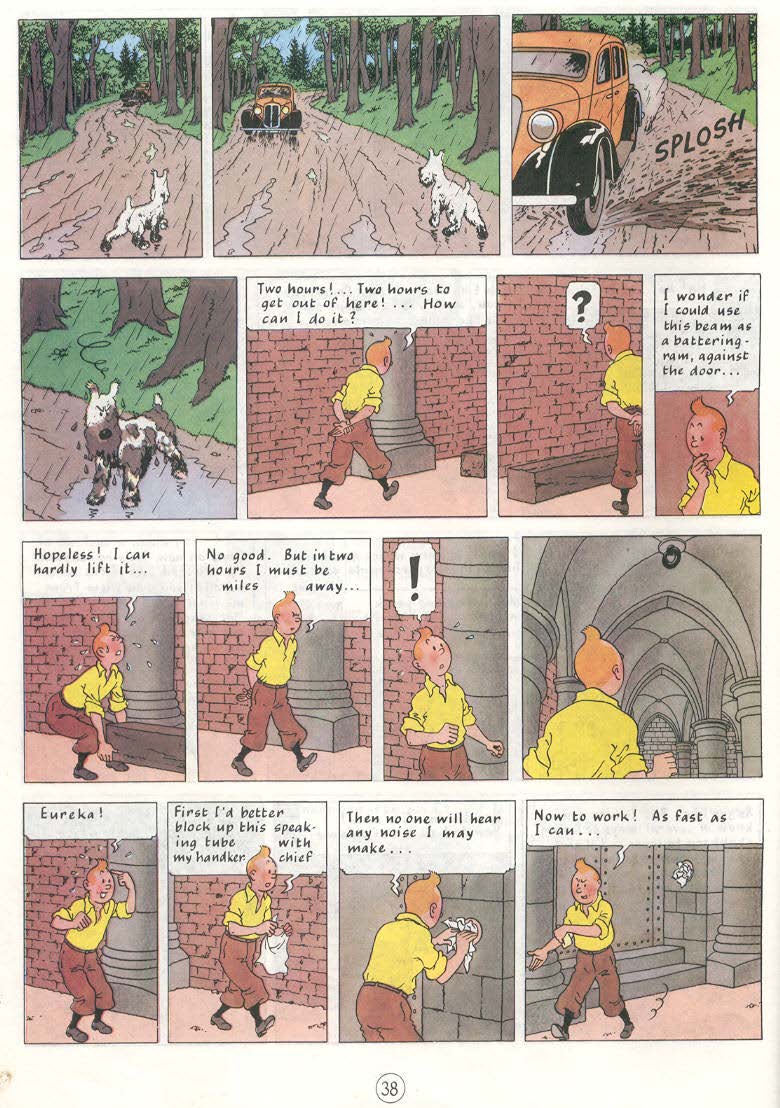 SPLOSH
Two hours!... Two hours to
get out of here! ... How
can I do it?
?
I wonder if
I could use
this beam as
a battering-
ram, against
the door...
Hopeless! I can
hardly lift it...
No good. But in two
hours I must be
miles away...
!
Eureka!
First I'd better
block up this speak-
ing tube with
my handkerchief
Then no one will hear
any noise I may
make...
Now to work! As fast as
I can...
38